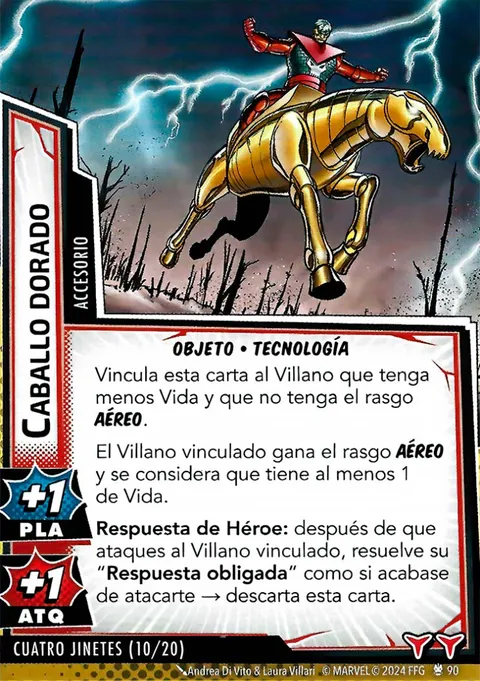 CABALLO DORADO
ACCESORIO
OBJETO • TECNOLOGÍA
Vincula esta carta al Villano que tenga
menos Vida y que no tenga el rasgo
AÉREO.
El Villano vinculado gana el rasgo AÉREO
y se considera que tiene al menos 1
de Vida.
Respuesta de Héroe: después de que
ataques al Villano vinculado, resuelve su
“Respuesta obligada” como si acabase
de atacarte → descarta esta carta.
+1
PLA
+1
ATQ
CUATRO JINETES (10/20)
Andrea Di Vito & Laura Villari © MARVEL © 2024 FFG 90